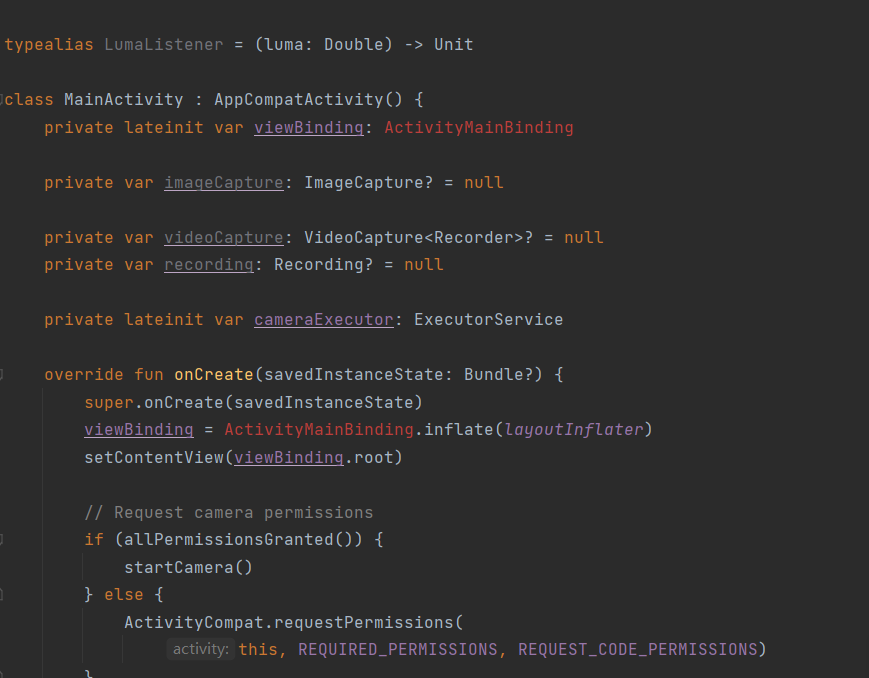 typealias LumaListener = (luma: Double) -> Unit
class MainActivity : AppCompatActivity() {
private lateinit var viewBinding: ActivityMainBinding
private var imageCapture: ImageCapture? = null
private var videoCapture: VideoCapture<Recorder>? = null
private var recording: Recording? = null
private lateinit var cameraExecutor: ExecutorService
override fun onCreate(savedInstanceState: Bundle?) {
super.onCreate(savedInstanceState)
viewBinding = ActivityMainBinding.inflate(layoutInflater)
setContentView(viewBinding.root)
// Request camera permissions
if (allPermissionsGranted()) {
startCamera()
} else {
ActivityCompat.requestPermissions(
activity: this, REQUIRED_PERMISSIONS, REQUEST_CODE_PERMISSIONS)
}